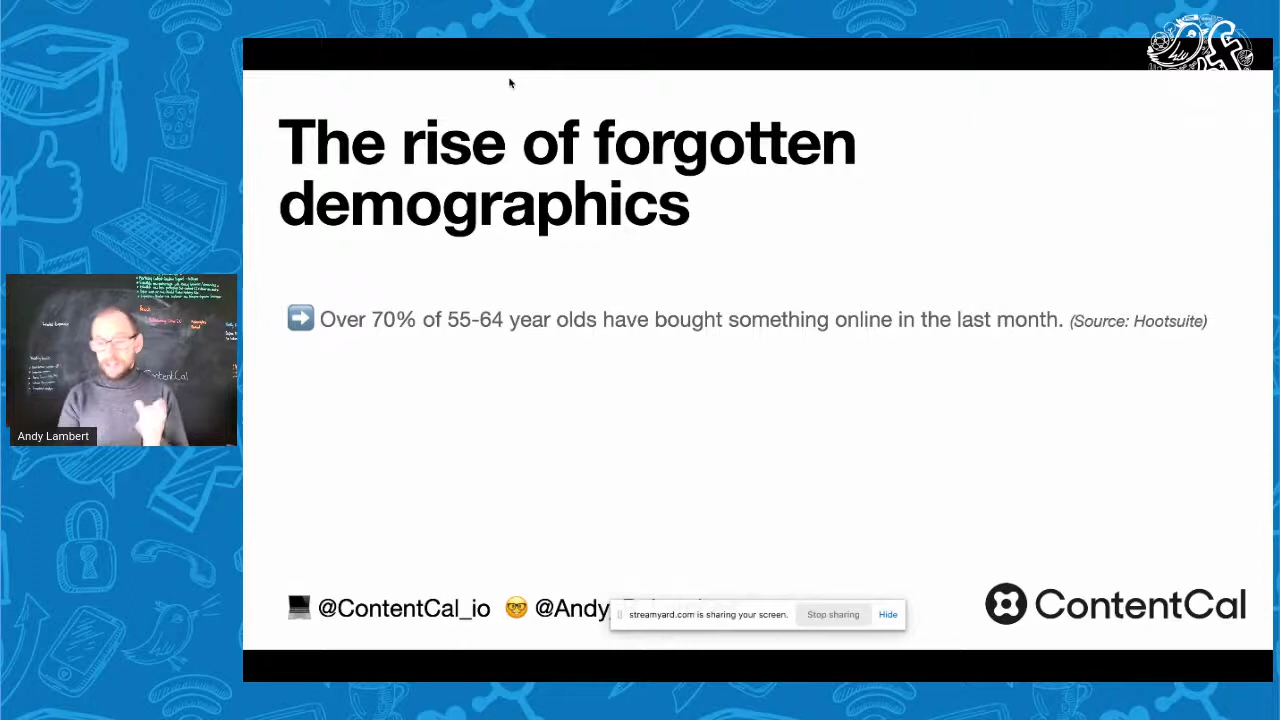 The rise of forgotten
demographics
Over 70% of 55-64 year olds have bought something online in the last month. (Source: Hootsuite)
ContentCal
Andy Lambert
@ContentCal_io @Andy
streamyard.com is sharing your screen. Stop sharing Hide
ContentCal